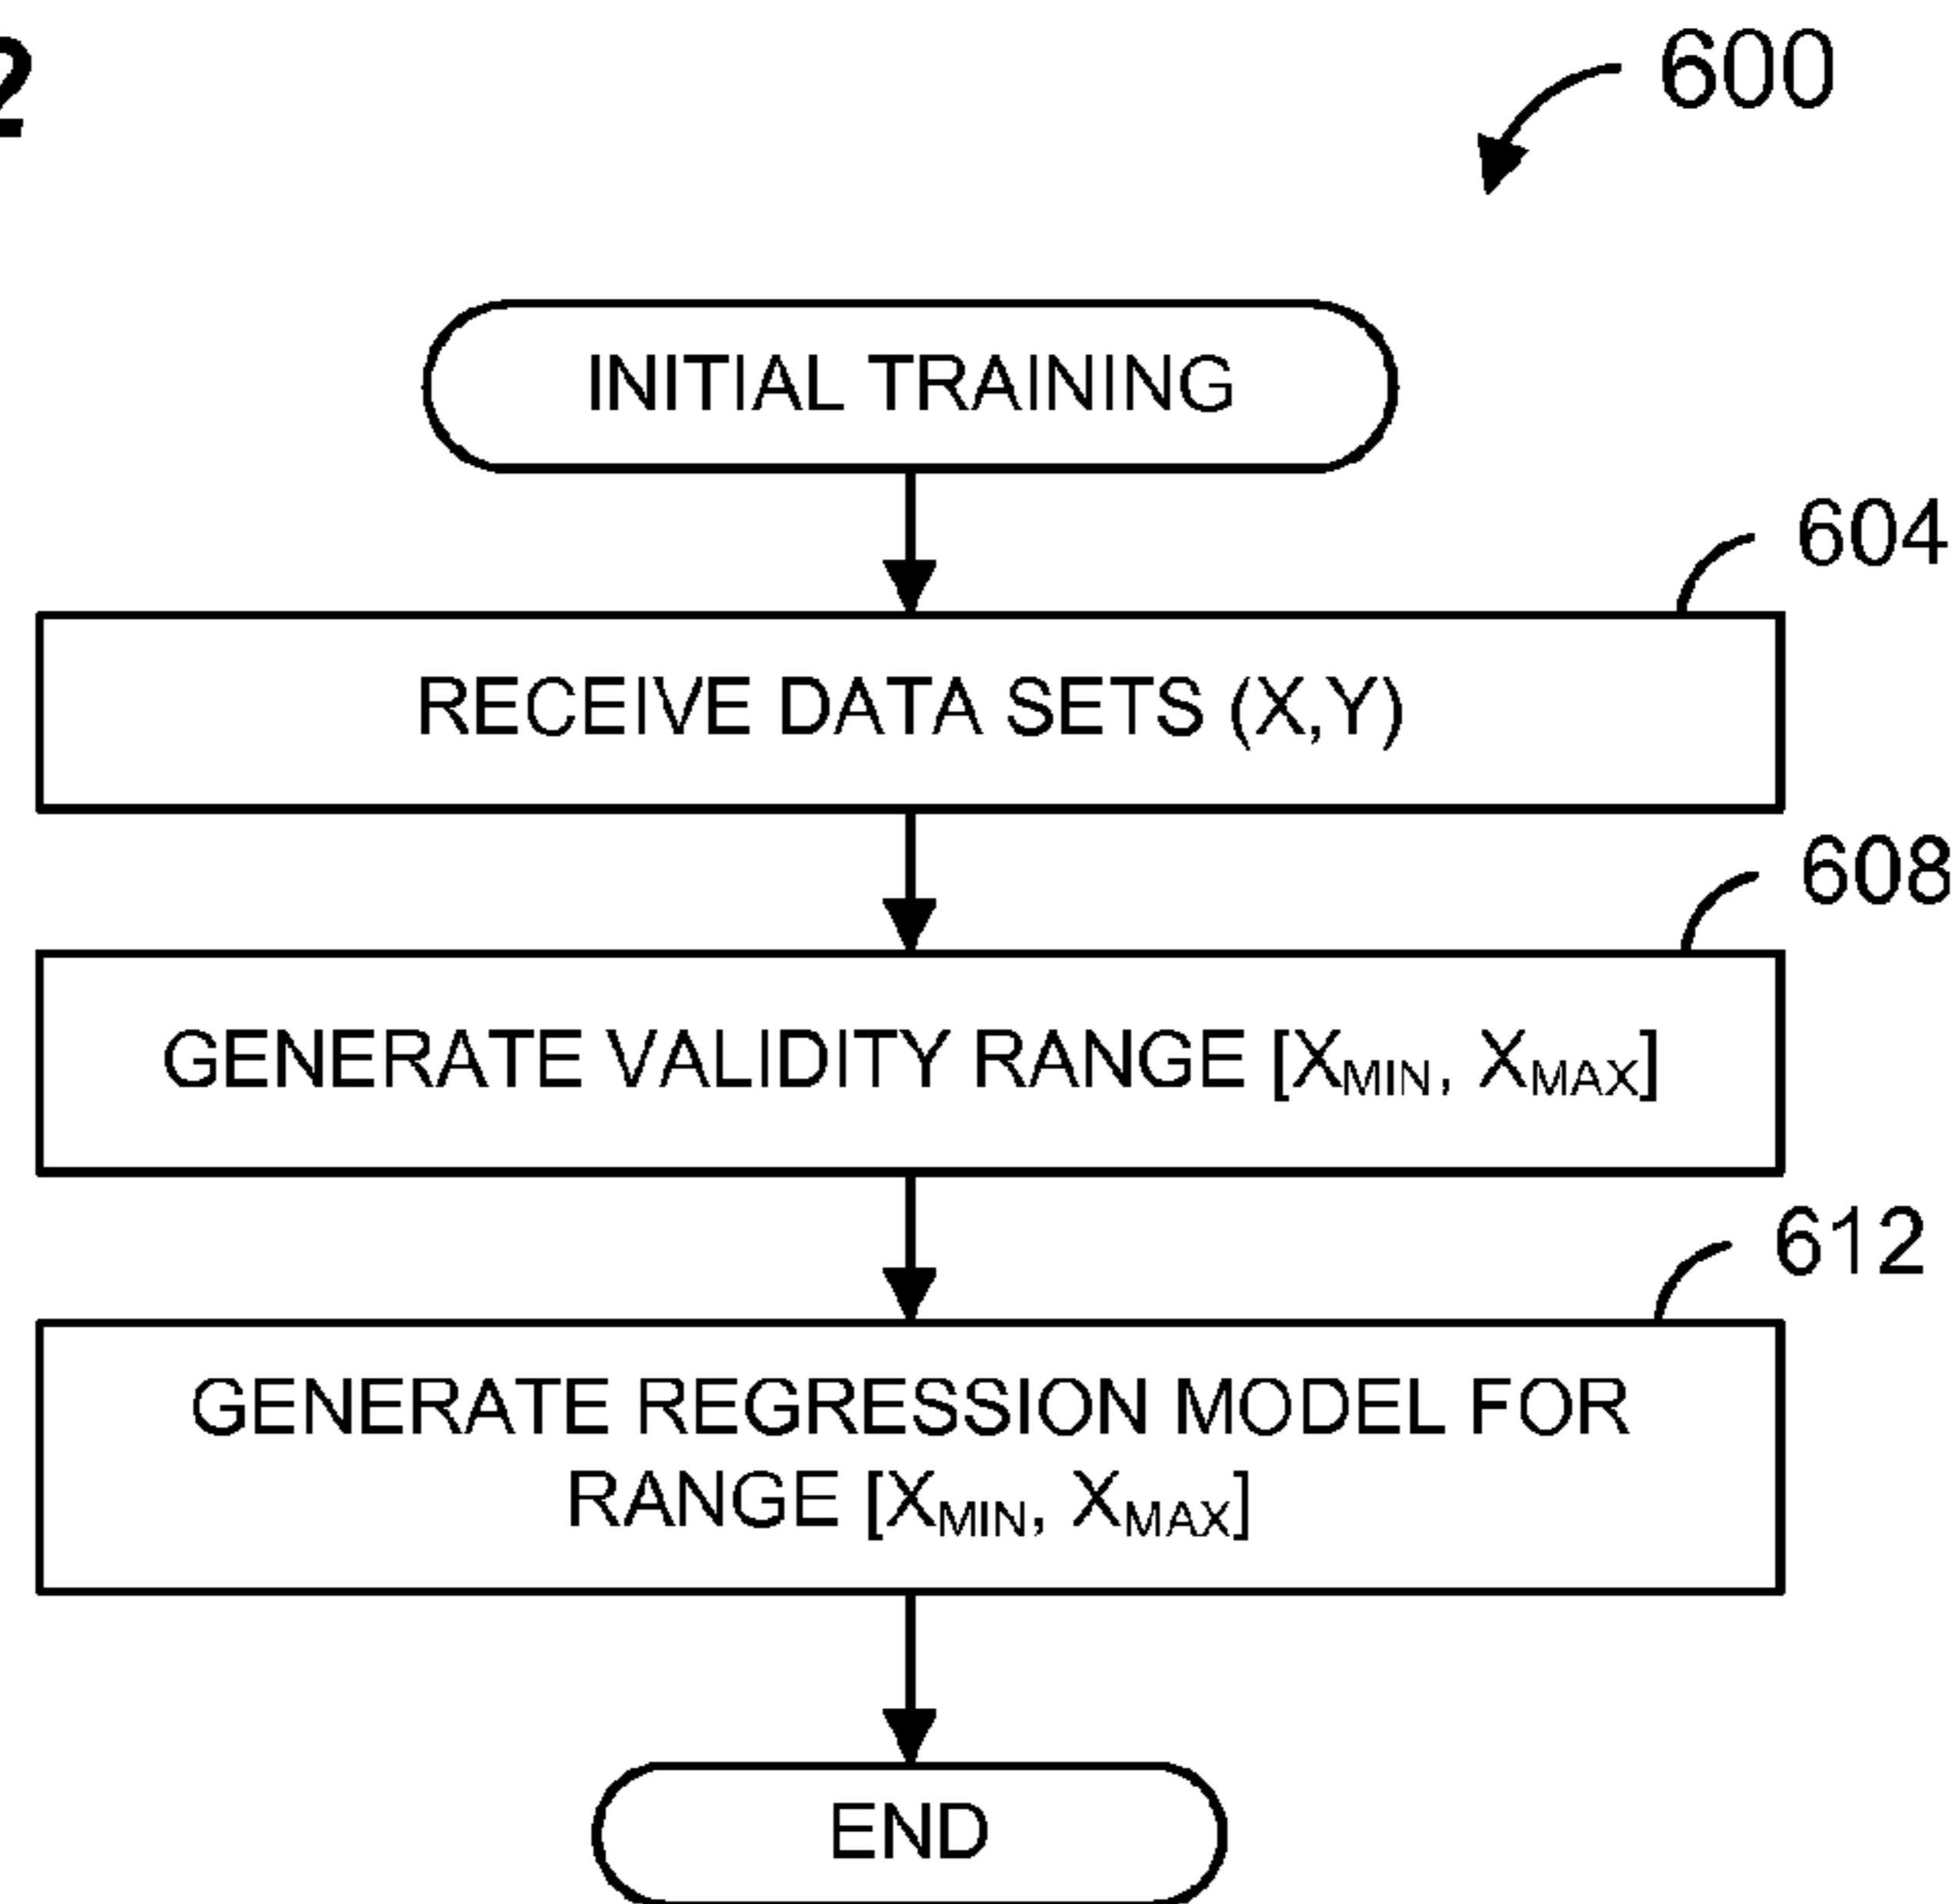 2
600
INITIAL TRAINING
604
RECEIVE DATA SETS (X,Y)
608
GENERATE VALIDITY RANGE [XMIN, XMAX]
612
GENERATE REGRESSION MODEL FOR
RANGE [XMIN, XMAX]
END